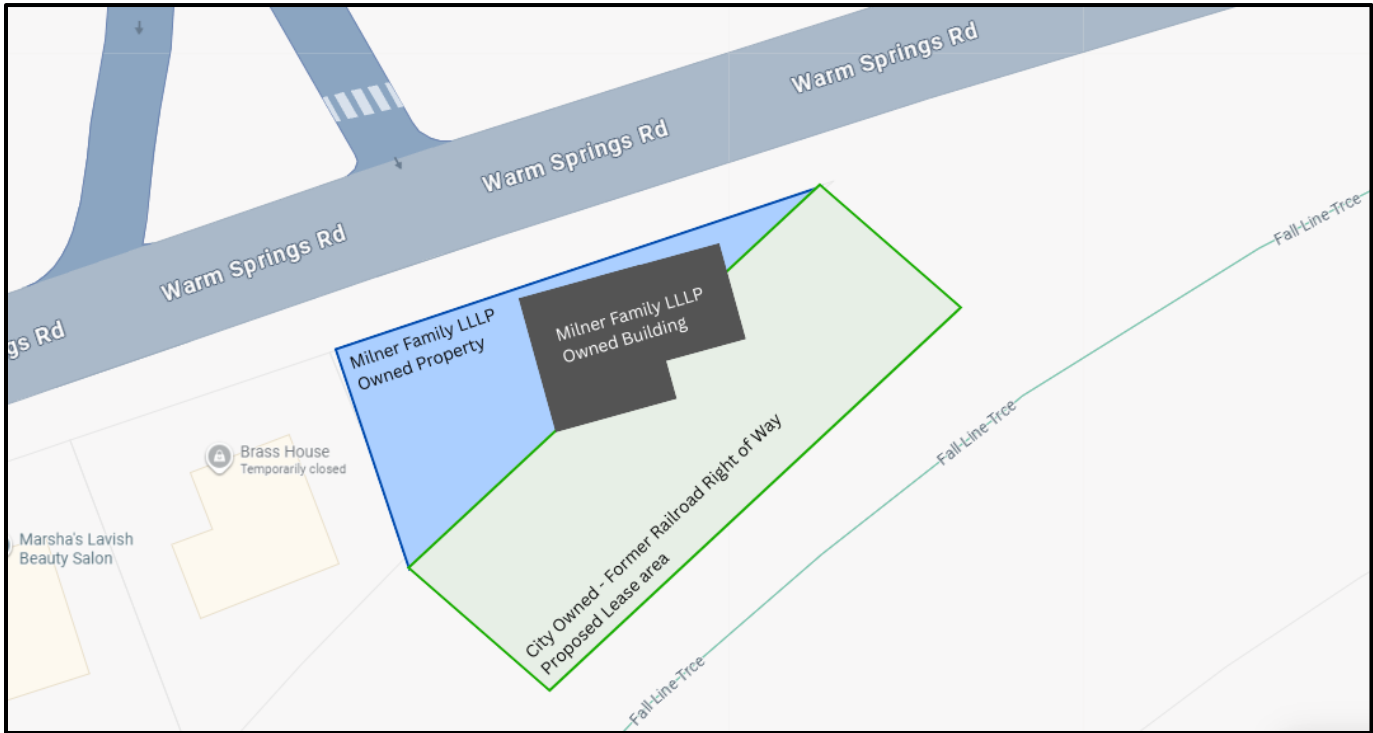 Warm Springs Rd
Warm Springs Rd
Warm Springs Rd
gs Rd
Fall-Line-Trce
Milner Family LLLP
Owned Property
Milner Family LLLP
Owned Building
Brass House
Temporarily closed
Marsha's Lavish
Beauty Salon
City Owned - Former Railroad Right of Way
Proposed Lease area
Fall-Line-Trce
Fall-Line-Trce